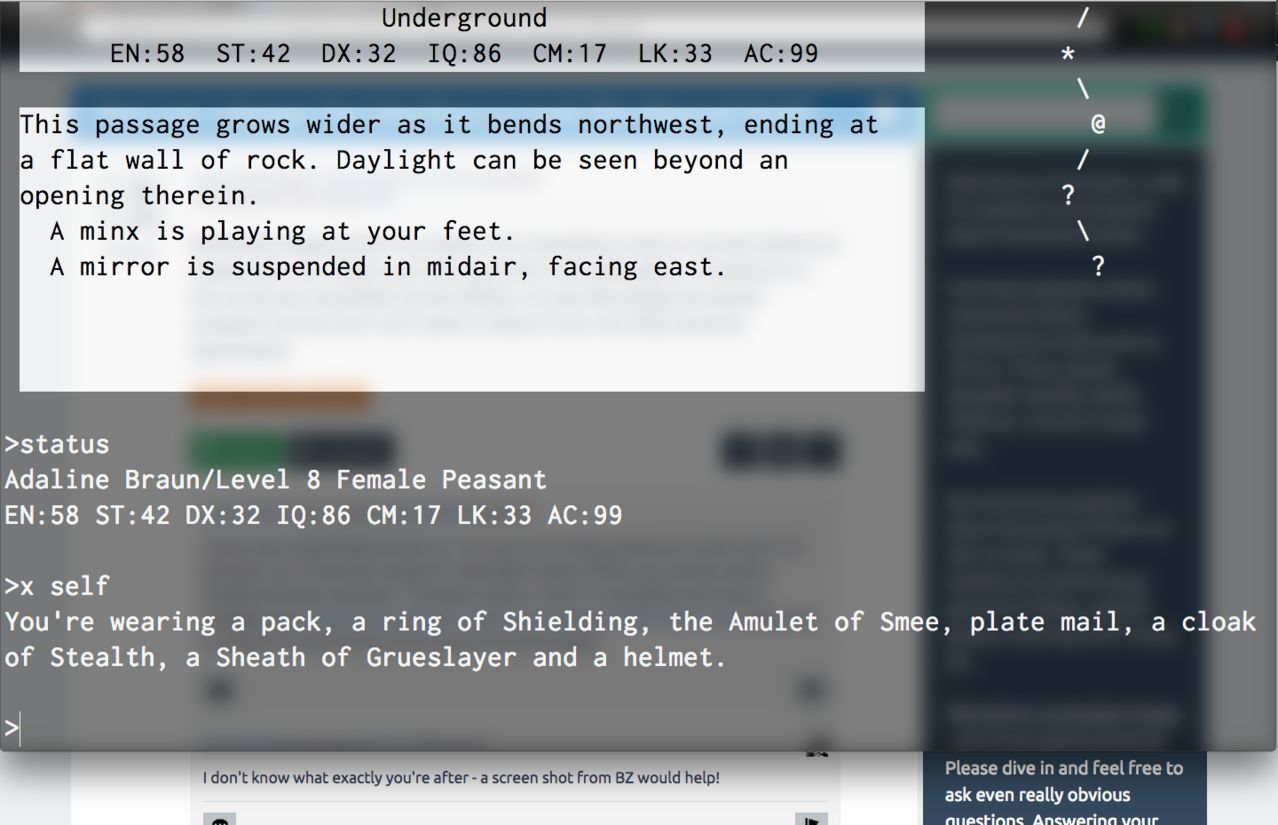 Underground
EN:58 ST:42 DX:32 IQ:86 CM:17 LK:33 AC:99
This passage grows wider as it bends northwest, ending at
a flat wall of rock. Daylight can be seen beyond an
opening therein.
A minx is playing at your feet.
A mirror is suspended in midair, facing east.
/
*
\
@
/
?
\
?
>status
Adaline Braun/Level 8 Female Peasant
EN:58 ST:42 DX:32 IQ:86 CM:17 LK:33 AC:99
>x self
You're wearing a pack, a ring of Shielding, the Amulet of Smee, plate mail, a cloak
of Stealth, a Sheath of Grueslayer and a helmet.
>
I don't know what exactly you're after - a screen shot from BZ would help!
Please dive in and feel free to
ask even really obvious
questions. Answering your